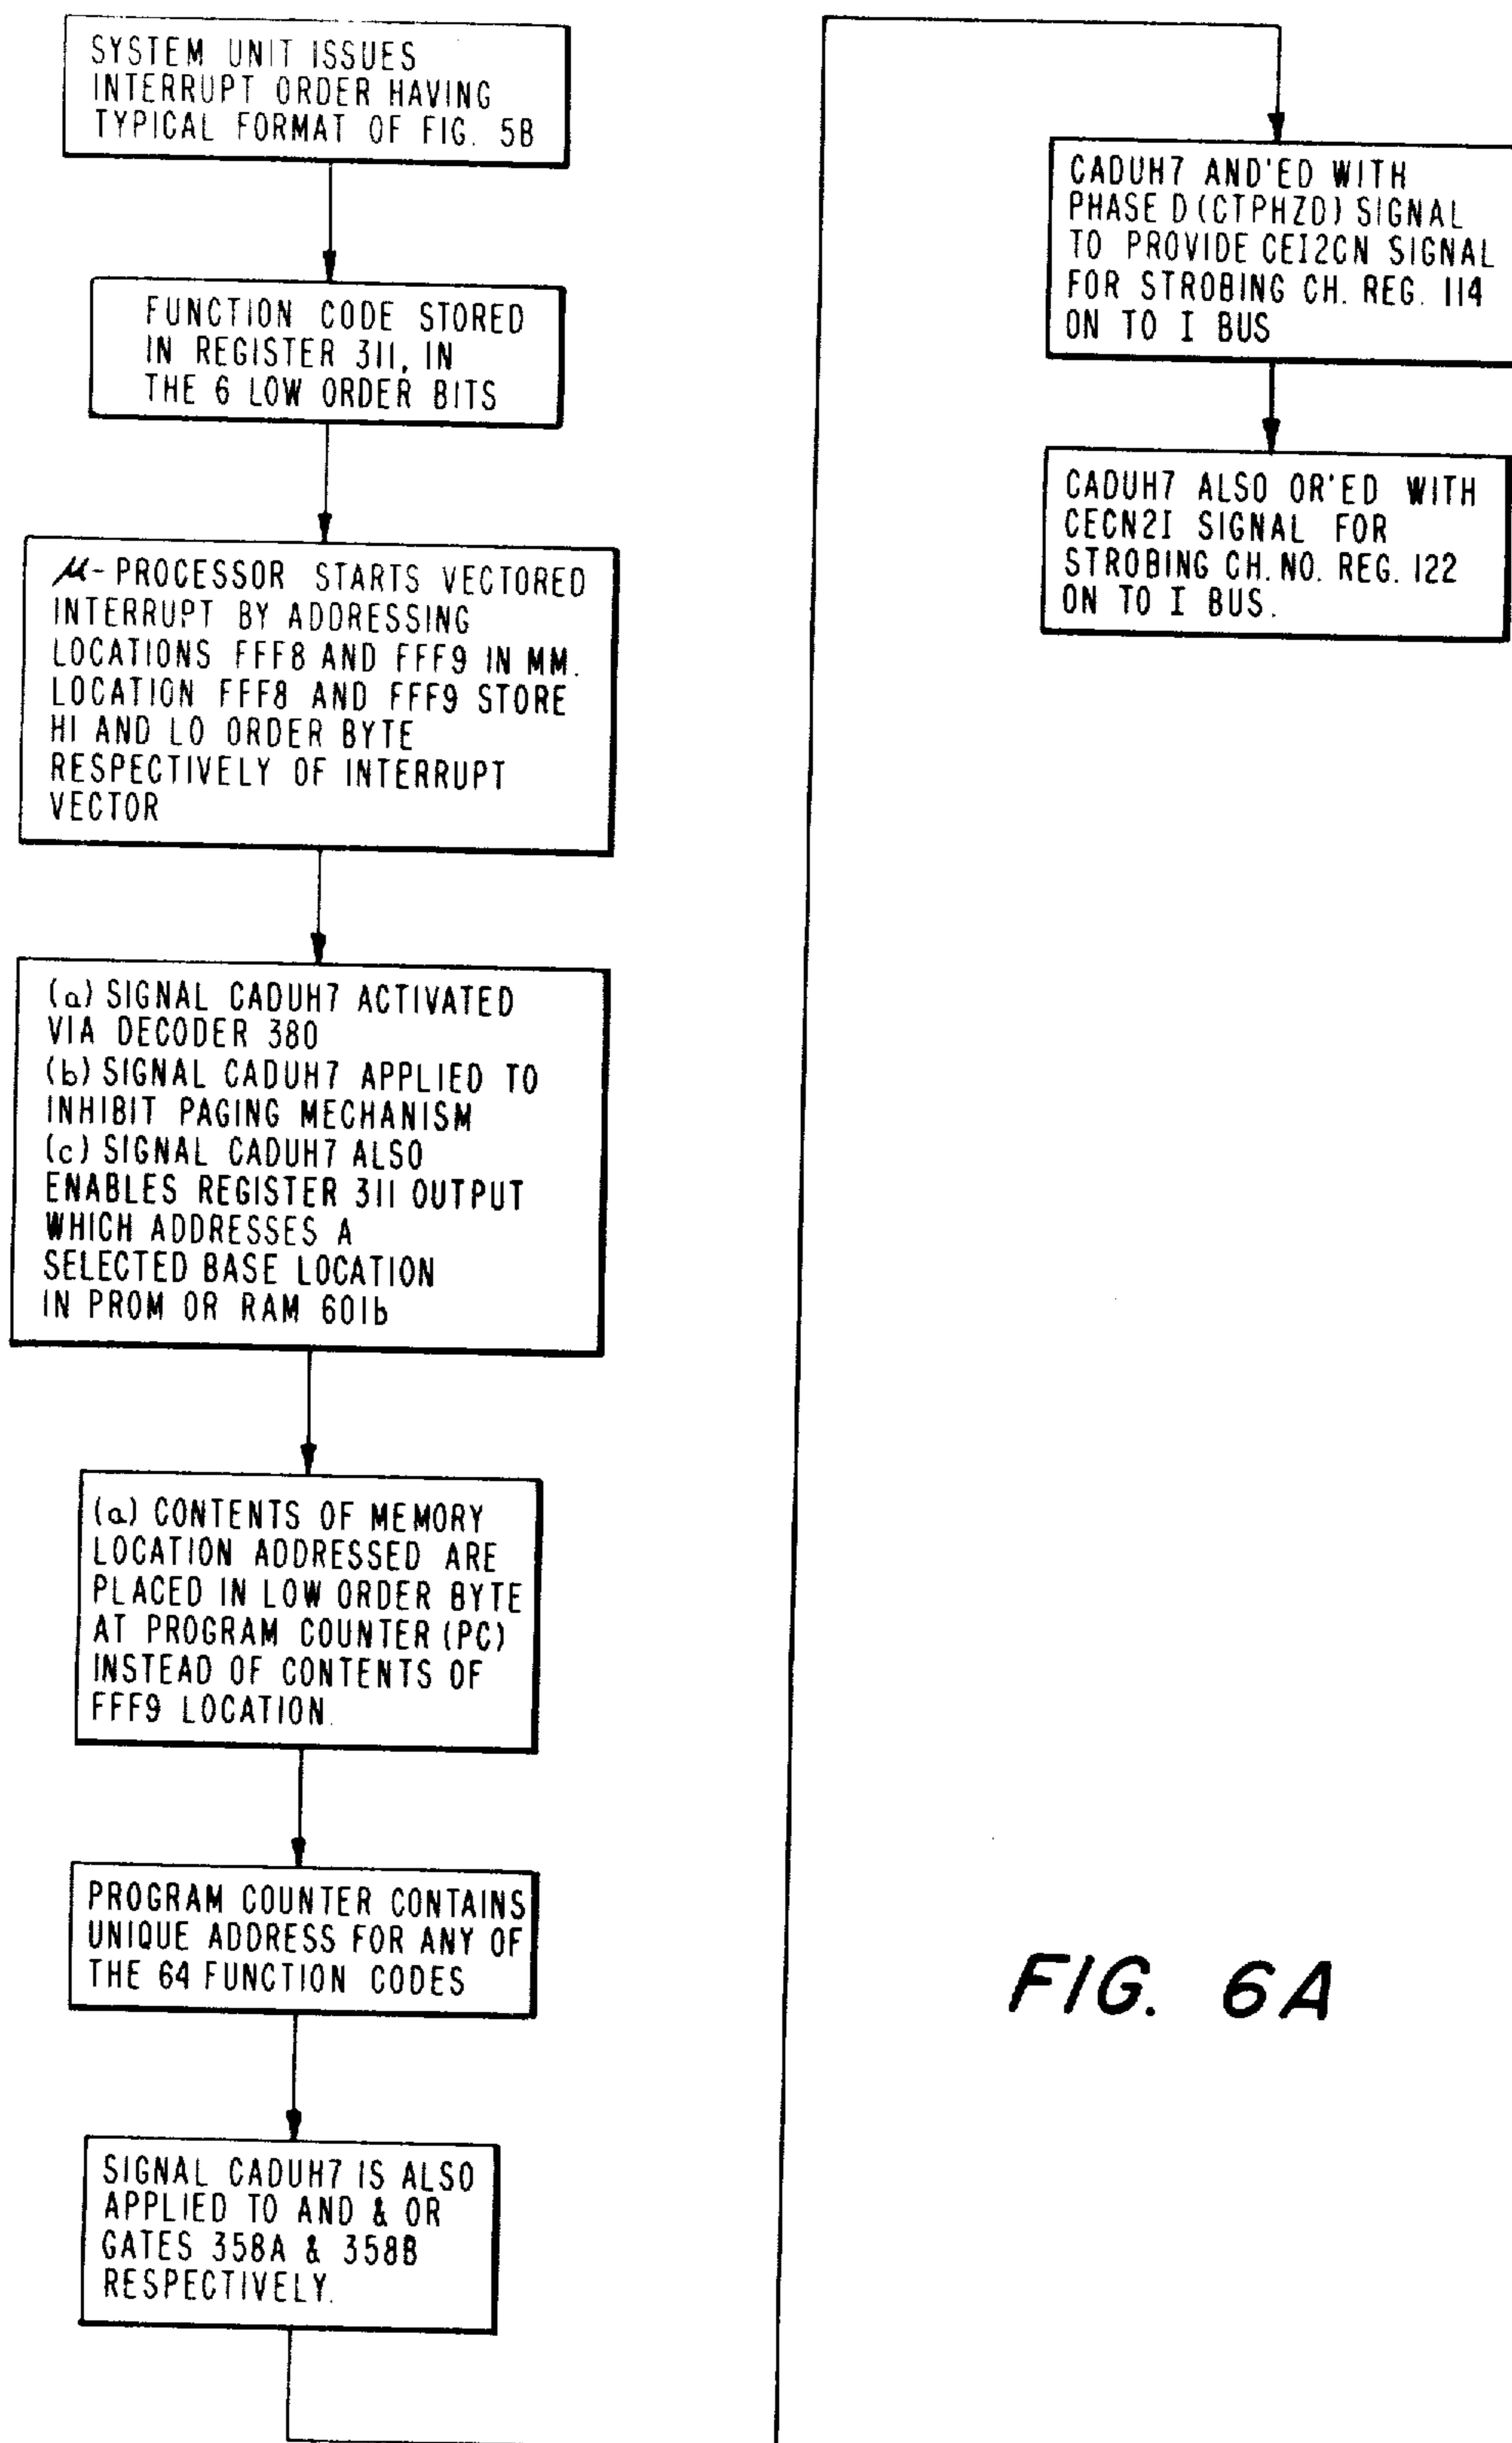 SYSTEM UNIT ISSUES
INTERRUPT ORDER HAVING
TYPICAL FORMAT OF FIG. 5B
FUNCTION CODE STORED
IN REGISTER 311, IN
THE 6 LOW ORDER BITS
μ-PROCESSOR STARTS VECTORED
INTERRUPT BY ADDRESSING
LOCATIONS FFF8 AND FFF9 IN MM.
LOCATION FFF8 AND FFF9 STORE
HI AND LO ORDER BYTE
RESPECTIVELY OF INTERRUPT
VECTOR
(a) SIGNAL CADUH7 ACTIVATED
VIA DECODER 380
(b) SIGNAL CADUH7 APPLIED TO
INHIBIT PAGING MECHANISM
(c) SIGNAL CADUH7 ALSO
ENABLES REGISTER 311 OUTPUT
WHICH ADDRESSES A
SELECTED BASE LOCATION
IN PROM OR RAM 601b
(a) CONTENTS OF MEMORY
LOCATION ADDRESSED ARE
PLACED IN LOW ORDER BYTE
AT PROGRAM COUNTER (PC)
INSTEAD OF CONTENTS OF
FFF9 LOCATION.
PROGRAM COUNTER CONTAINS
UNIQUE ADDRESS FOR ANY OF
THE 64 FUNCTION CODES
SIGNAL CADUH7 IS ALSO
APPLIED TO AND & OR
GATES 358A & 358B
RESPECTIVELY.
CADUH7 AND'ED WITH
PHASE D (CTPHZD) SIGNAL
TO PROVIDE CEI2CN SIGNAL
FOR STROBING CH. REG. 114
ON TO I BUS
CADUH7 ALSO OR'ED WITH
CECN2I SIGNAL FOR
STROBING CH. NO. REG. 122
ON TO I BUS.
FIG. 6A